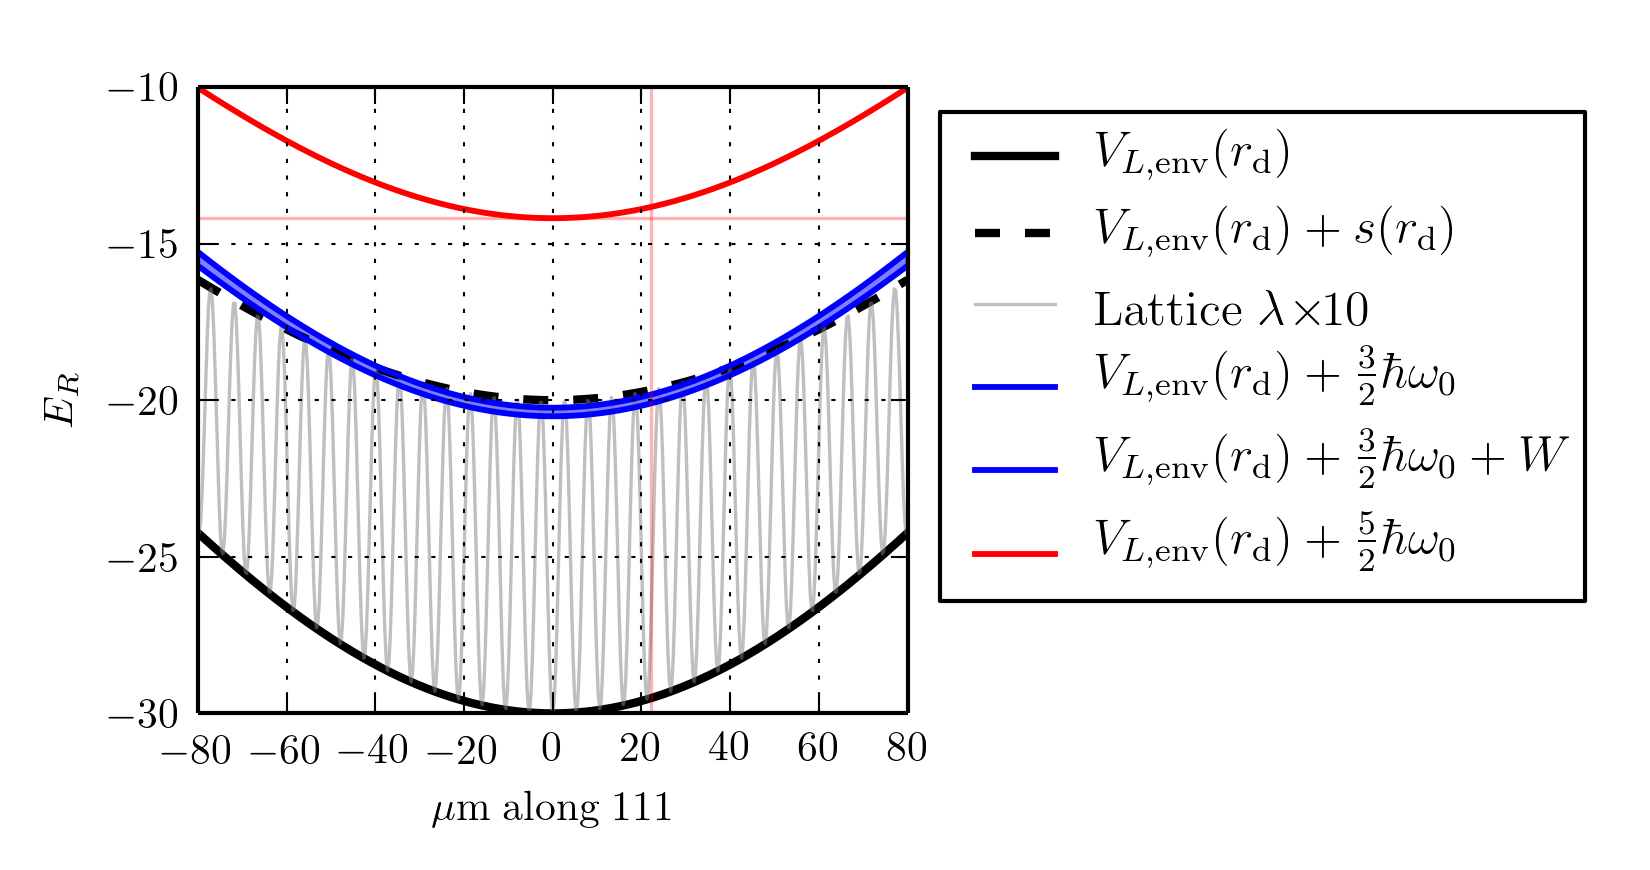 −10
−15
−20
−25
−30
E_R
−80 −60 −40 −20 0 20 40 60 80
μm along 111
V_{L,env}(r_d)
V_{L,env}(r_d) + s(r_d)
Lattice λ×10
V_{L,env}(r_d) + 3/2 ħω_0
V_{L,env}(r_d) + 3/2 ħω_0 + W
V_{L,env}(r_d) + 5/2 ħω_0